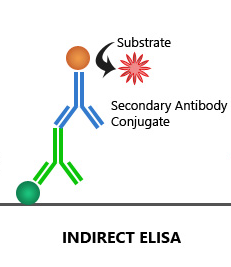 Substrate
Secondary Antibody
Conjugate
INDIRECT ELISA